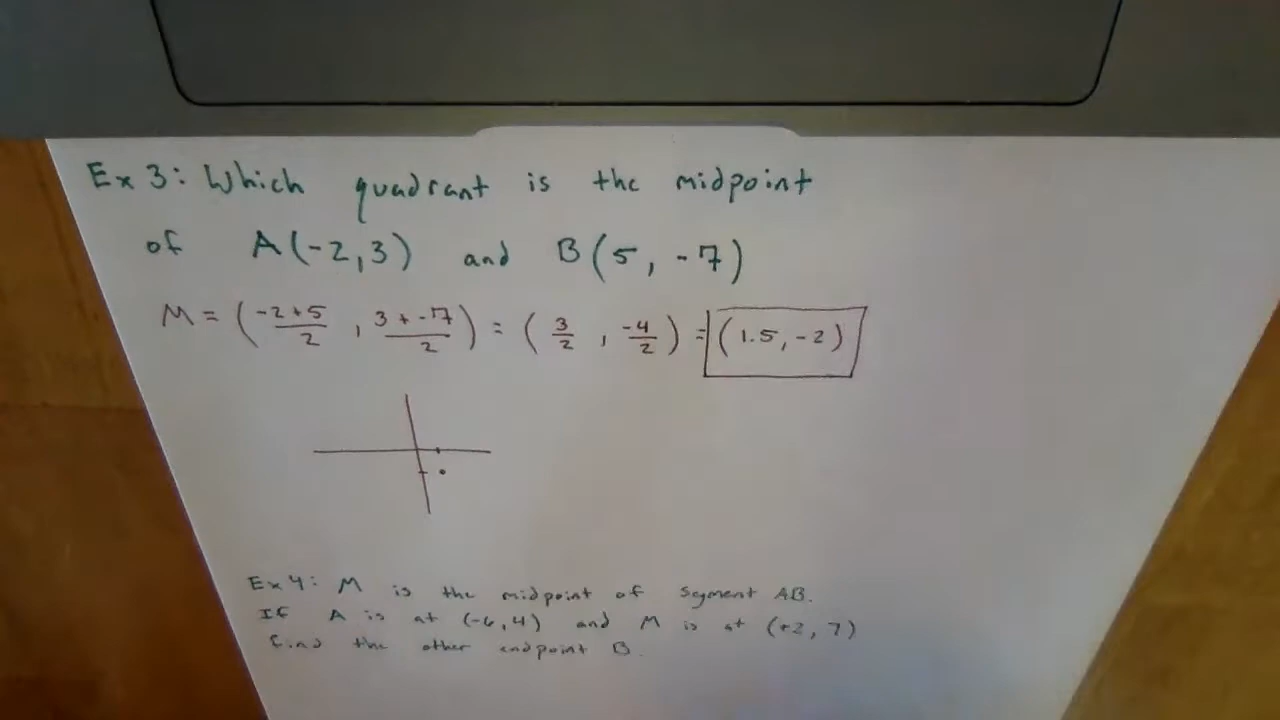 Ex 3: Which quadrant is the midpoint
of A(-2,3) and B(5, -7)
M = (-2+5/2 , 3+-7/2) = (3/2 , -4/2) = (1.5, -2)
Ex 4: M is the midpoint of segment AB.
If A is at (-6,4) and M is at (+2, 7)
find the other endpoint B.